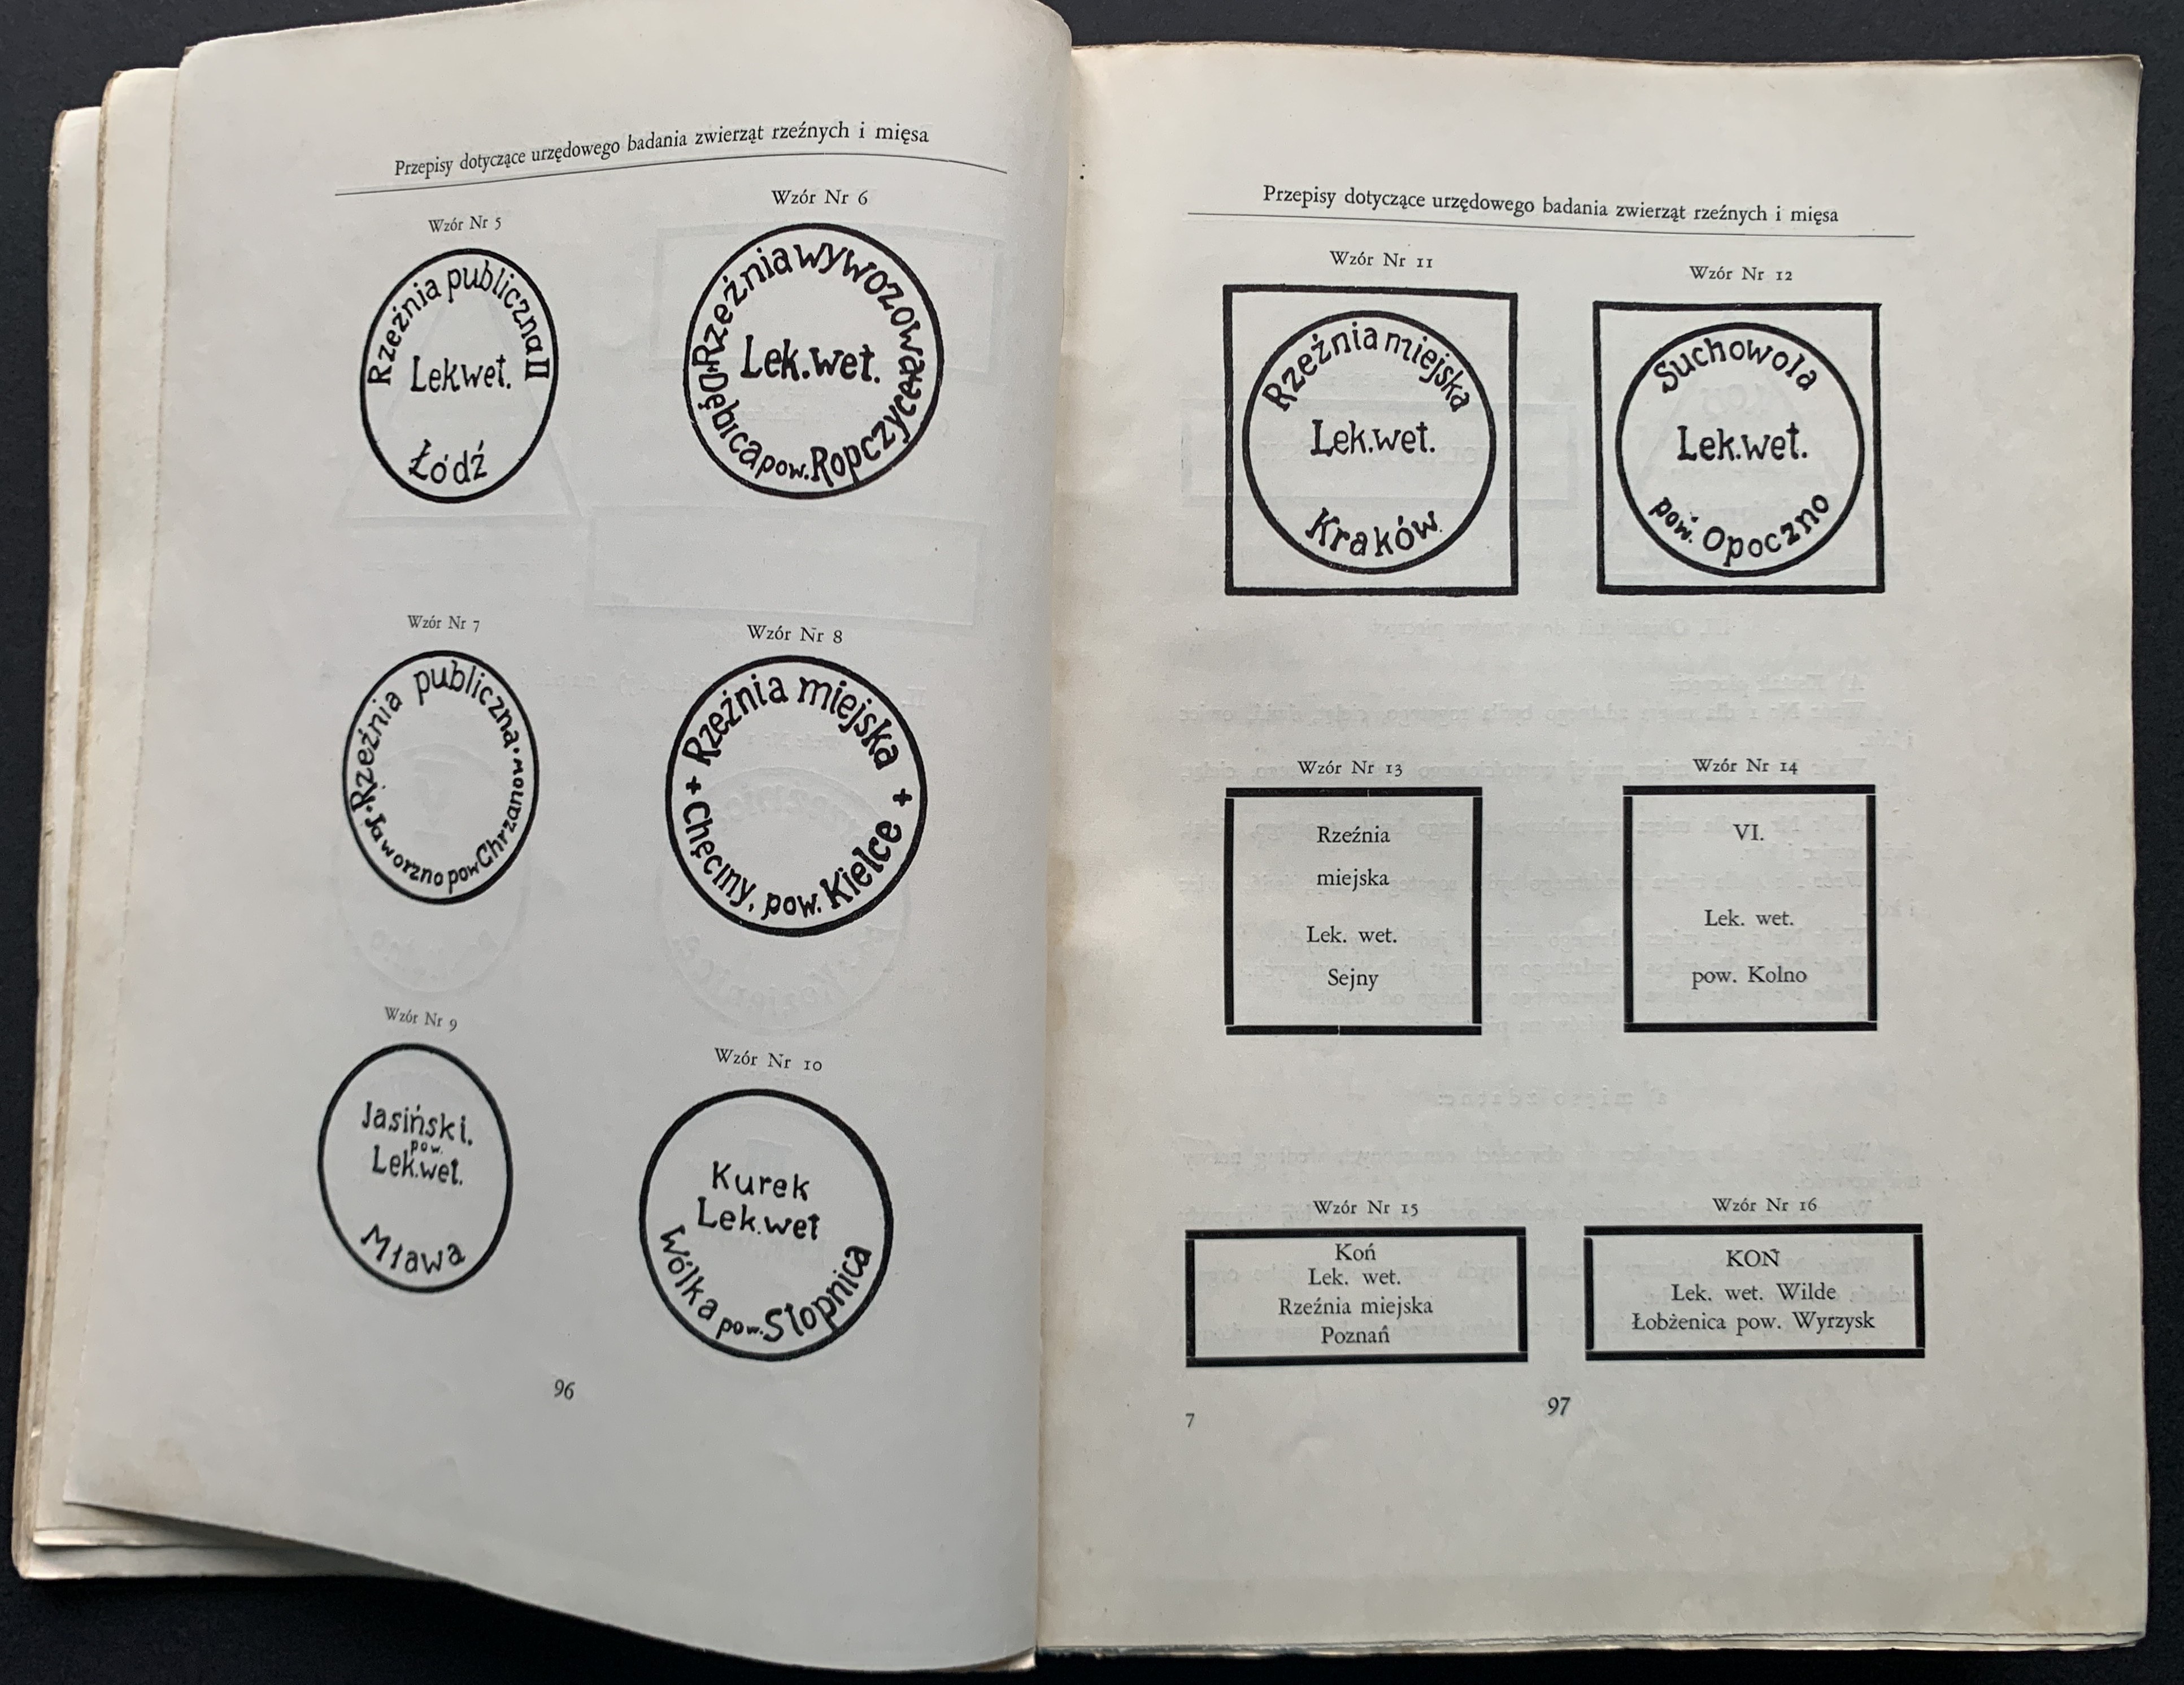 Przepisy dotyczące urzędowego badania zwierząt rzeźnych i mięsa
Wzór Nr 5
Rzeźnia publiczna II
Lekwet.
Łódź
Wzór Nr 6
Rzeźnia wywozowa
Lek.wet.
Dębica pow. Ropczyce
Wzór Nr 7
Rzeźnia publiczna
Jaworzno pow Chrzanow
Wzór Nr 8
Rzeźnia miejska
+ Chęciny, pow. Kielce +
Wzór Nr 9
Jasiński.
pow.
Lek.wet.
Mława
Wzór Nr 10
Kurek
Lek.wet
Wólka pow. Stopnica
96
Przepisy dotyczące urzędowego badania zwierząt rzeźnych i mięsa
Wzór Nr 11
Rzeźnia miejska
Lek.wet.
Kraków
Wzór Nr 12
Suchowola
Lek.wet.
pow. Opoczno
Wzór Nr 13
Rzeźnia
miejska
Lek. wet.
Sejny
Wzór Nr 14
VI.
Lek. wet.
pow. Kolno
Wzór Nr 15
Koń
Lek. wet.
Rzeźnia miejska
Poznań
Wzór Nr 16
KOŃ
Lek. wet. Wilde
Łobżenica pow. Wyrzysk
7
97